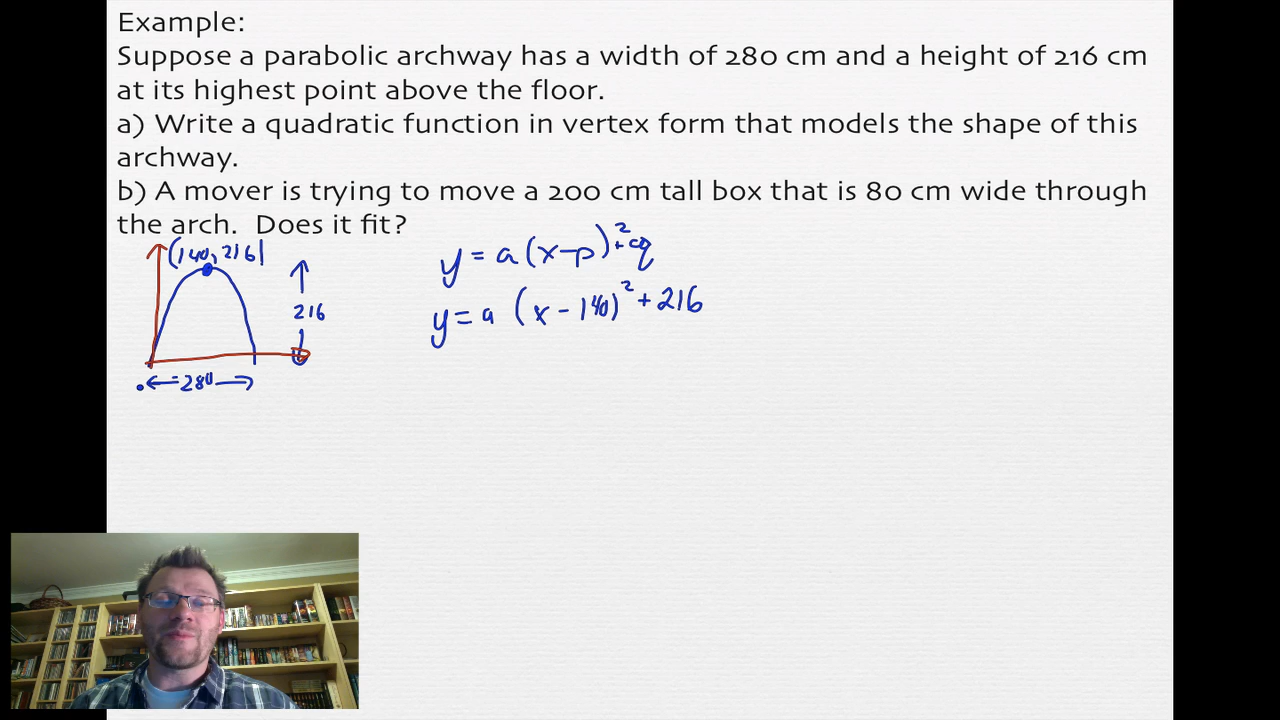 Example:
Suppose a parabolic archway has a width of 280 cm and a height of 216 cm
at its highest point above the floor.
a) Write a quadratic function in vertex form that models the shape of this
archway.
b) A mover is trying to move a 200 cm tall box that is 80 cm wide through
the arch. Does it fit?
(140, 216)
y = a(x-p)²+q
216
y = a (x - 140)² + 216
280